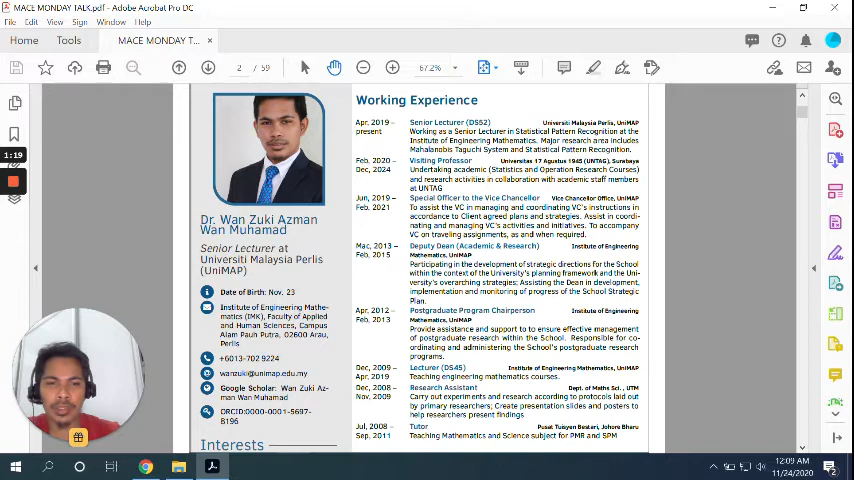 MACE MONDAY TALK.pdf - Adobe Acrobat Pro DC
File Edit View Sign Window Help
Home Tools MACE MONDAY T... ×
2 / 59 67.2%
1:19
Dr. Wan Zuki Azman
Wan Muhamad
Senior Lecturer at
Universiti Malaysia Perlis
(UniMAP)
Date of Birth: Nov. 23
Institute of Engineering Mathe-
matics (IMK), Faculty of Applied
and Human Sciences, Campus
Alam Pauh Putra, 02600 Arau,
Perlis
+6013-702 9224
wanzuki@unimap.edu.my
Google Scholar: Wan Zuki Az-
man Wan Muhamad
ORCID:0000-0001-5697-
8196
Interests
Working Experience
Apr, 2019 – Senior Lecturer (DS52) Universiti Malaysia Perlis, UniMAP
present Working as a Senior Lecturer in Statistical Pattern Recognition at the
Institute of Engineering Mathematics. Major research area includes
Mahalanobis Taguchi System and Statistical Pattern Recognition.
Feb, 2020 – Visiting Professor Universitas 17 Agustus 1945 (UNTAG), Surabaya
Dec, 2024 Undertaking academic (Statistics and Operation Research Courses)
and research activities in collaboration with academic staff members
at UNTAG
Jun, 2019 – Special Officer to the Vice Chancellor Vice Chancellor Office, UniMAP
Feb. 2021 To assist the VC in managing and coordinating VC's instructions in
accordance to Client agreed plans and strategies. Assist in coordi-
nating and managing VC's activities and initiatives. To accompany
VC on traveling assignments, as and when required.
Mac, 2013 – Deputy Dean (Academic & Research) Institute of Engineering
Feb, 2015 Mathematics, UniMAP
Participating in the development of strategic directions for the School
within the context of the University's planning framework and the Uni-
versity's overarching strategies; Assisting the Dean in development,
implementation and monitoring of progress of the School Strategic
Plan.
Apr, 2012 – Postgraduate Program Chairperson Institute of Engineering
Feb, 2013 Mathematics, UniMAP
Provide assistance and support to to ensure effective management
of postgraduate research within the School. Responsible for co-
ordinating and administering the School's postgraduate research
programs.
Dec, 2009 – Lecturer (DS45) Institute of Engineering Mathematics, UniMAP
Apr, 2019 Teaching engineering mathematics courses.
Dec, 2008 – Research Assistant Dept. of Maths Sci., UTM
Nov, 2009 Carry out experiments and research according to protocols laid out
by primary researchers; Create presentation slides and posters to
help researchers present findings
Jul, 2008 – Tutor Pusat Tuisyen Bestari, Johore Bharu
Sep, 2011 Teaching Mathematics and Science subject for PMR and SPM
12:09 AM
11/24/2020
2